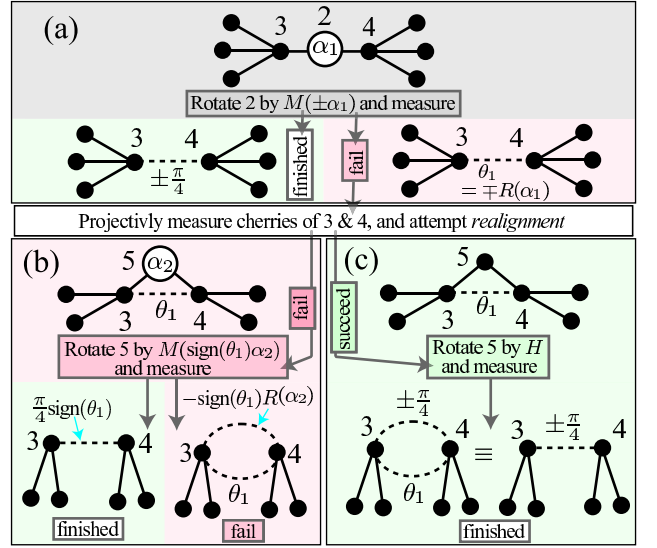 (a)
2
3
α₁
4
Rotate 2 by M(±α₁) and measure
3
4
±π/4
finished
fail
3
4
θ₁
= ∓R(α₁)
Projectivly measure cherries of 3 & 4, and attempt realignment
(b)
5
α₂
θ₁
3
4
fail
Rotate 5 by M(sign(θ₁)α₂)
and measure
π/4 sign(θ₁)
3
4
finished
−sign(θ₁)R(α₂)
3
4
θ₁
fail
(c)
5
θ₁
3
4
succeed
Rotate 5 by H
and measure
±π/4
3
4
θ₁
≡
3
±π/4
4
finished